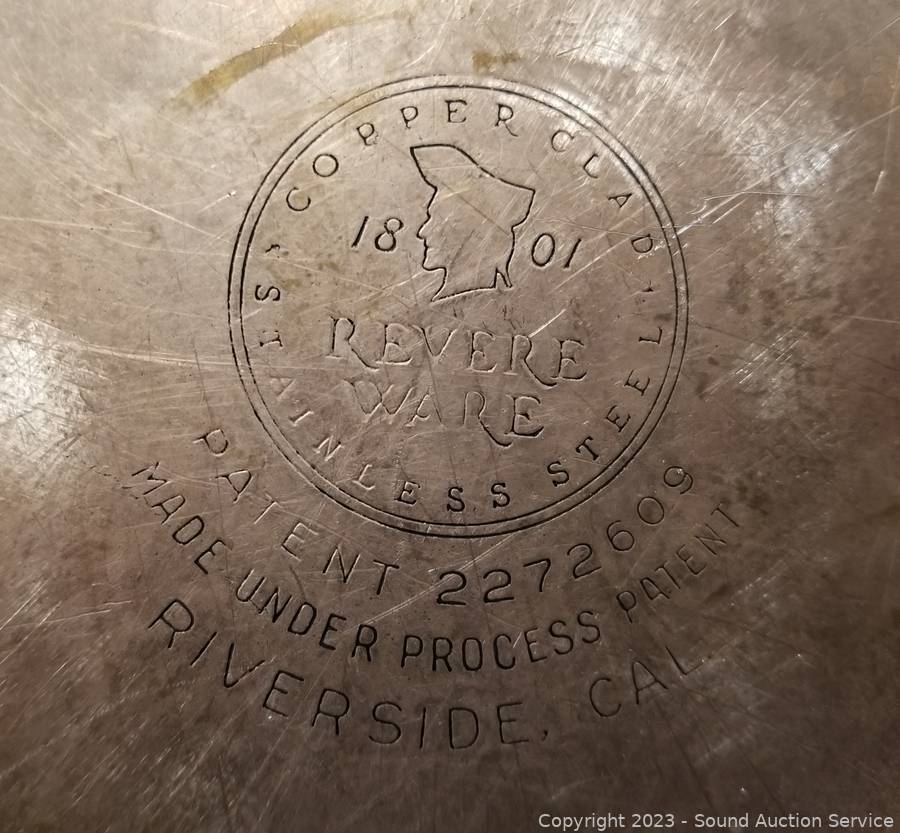 COPPER CLAD
18 01
REVERE
WARE
STAINLESS STEEL
PATENT 2272609
MADE UNDER PROCESS PATENT
RIVERSIDE, CAL.
Copyright 2023 - Sound Auction Service